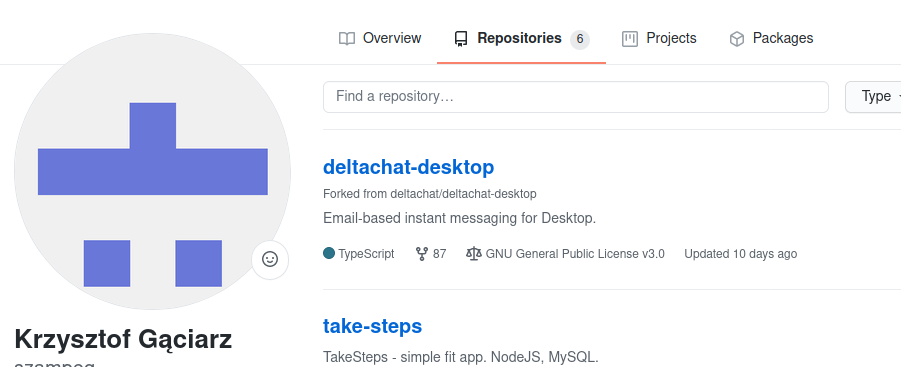 Overview Repositories 6 Projects Packages
Find a repository… Type
deltachat-desktop
Forked from deltachat/deltachat-desktop
Email-based instant messaging for Desktop.
TypeScript 87 GNU General Public License v3.0 Updated 10 days ago
take-steps
TakeSteps - simple fit app. NodeJS, MySQL.
Krzysztof Gąciarz